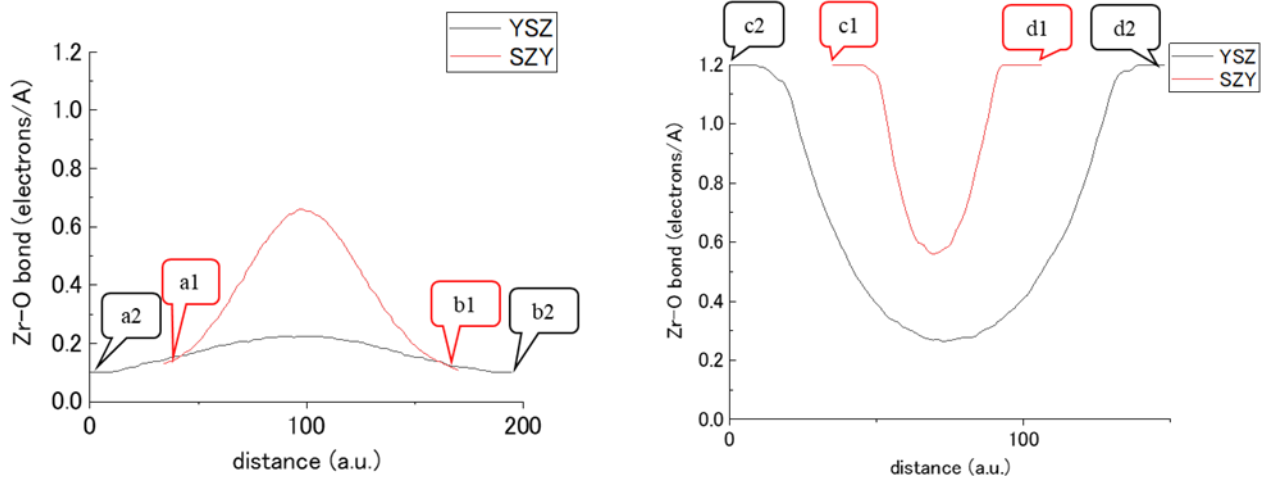 YSZ
SZY
1.2
1.0
0.8
0.6
0.4
0.2
0.0
Zr-O bond (electrons/A)
a2
a1
b1
b2
0
100
200
distance (a.u.)
c2
c1
d1
d2
YSZ
SZY
1.2
1.0
0.8
0.6
0.4
0.2
0.0
Zr-O bond (electrons/A)
0
100
distance (a.u.)